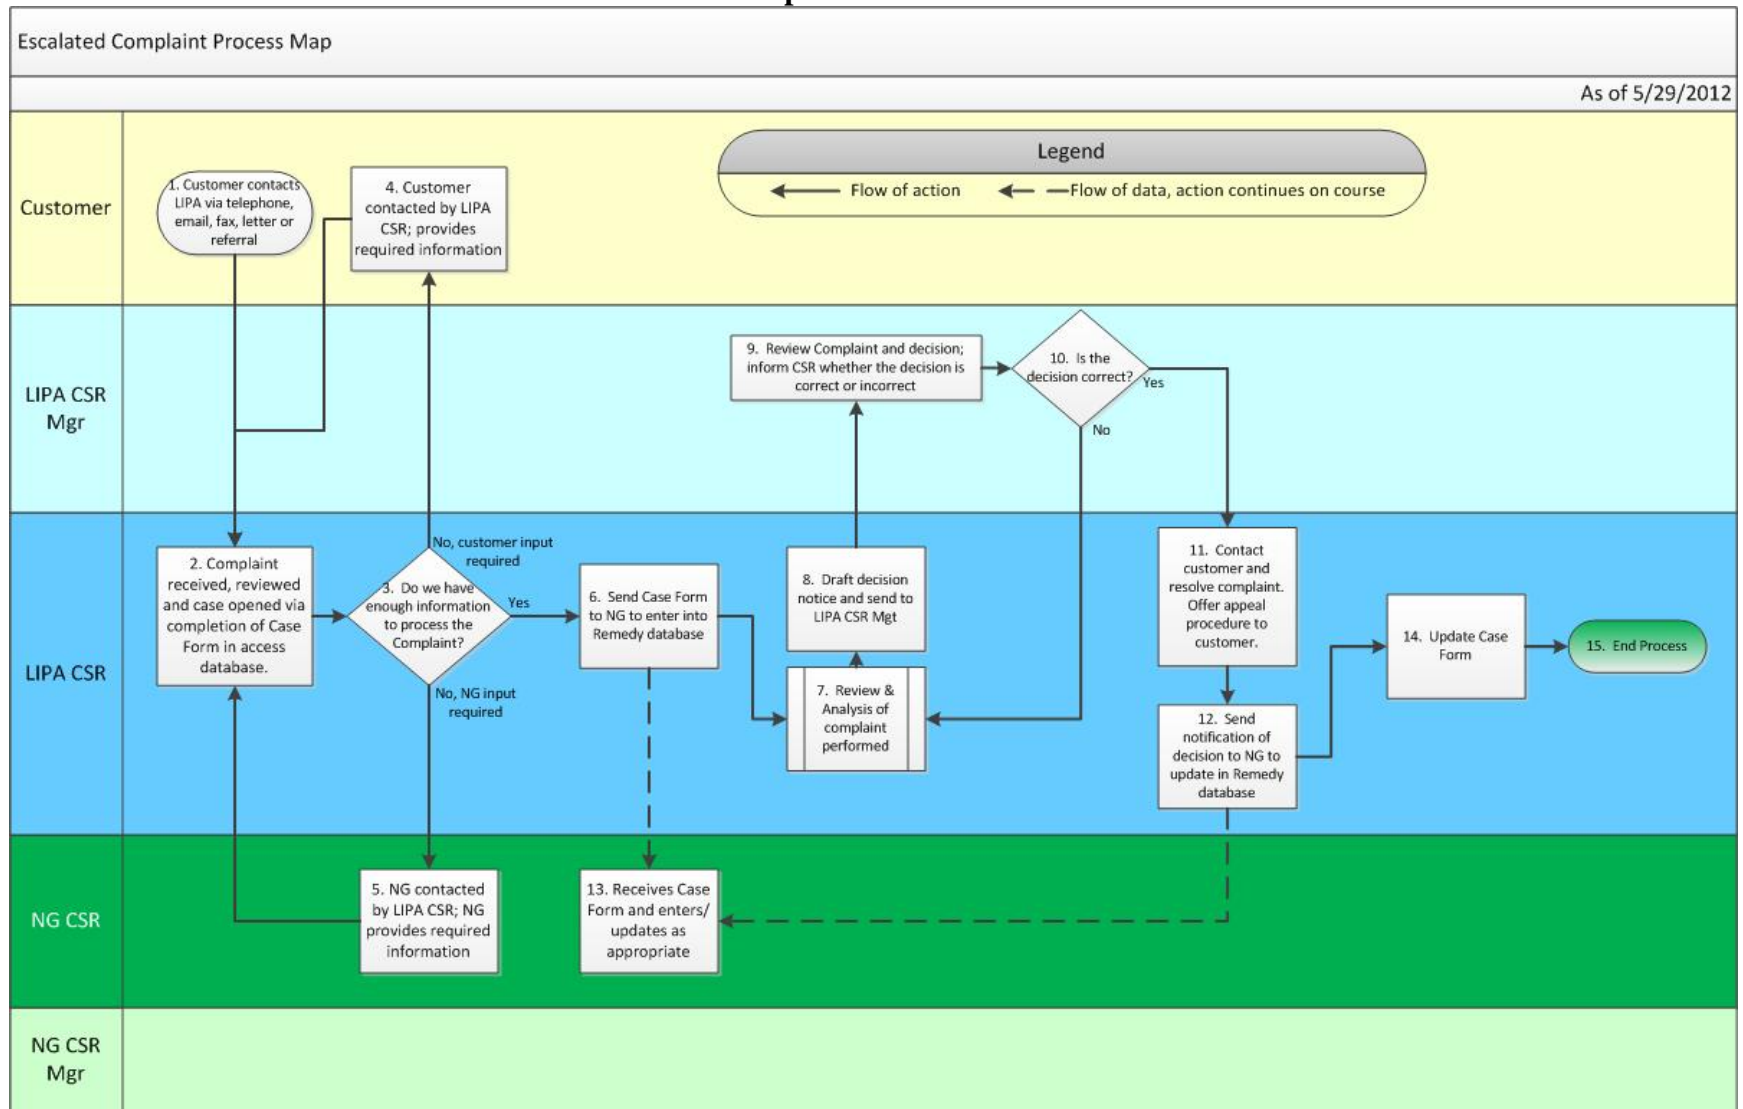 Escalated Complaint Process Map
As of 5/29/2012
Customer
1. Customer contacts
LIPA via telephone,
email, fax, letter or
referral
4. Customer
contacted by LIPA
CSR; provides
required information
Legend
Flow of action
Flow of data, action continues on course
LIPA CSR
Mgr
9. Review Complaint and decision;
inform CSR whether the decision is
correct or incorrect
10. Is the
decision correct?
Yes
No
LIPA CSR
2. Complaint
received, reviewed
and case opened via
completion of Case
Form in access
database.
No, customer input
required
3. Do we have
enough information
to process the
Complaint?
Yes
No, NG input
required
6. Send Case Form
to NG to enter into
Remedy database
8. Draft decision
notice and send to
LIPA CSR Mgt
7. Review &
Analysis of
complaint
performed
11. Contact
customer and
resolve complaint.
Offer appeal
procedure to
customer.
12. Send
notification of
decision to NG to
update in Remedy
database
14. Update Case
Form
15. End Process
NG CSR
5. NG contacted
by LIPA CSR; NG
provides required
information
13. Receives Case
Form and enters/
updates as
appropriate
NG CSR
Mgr